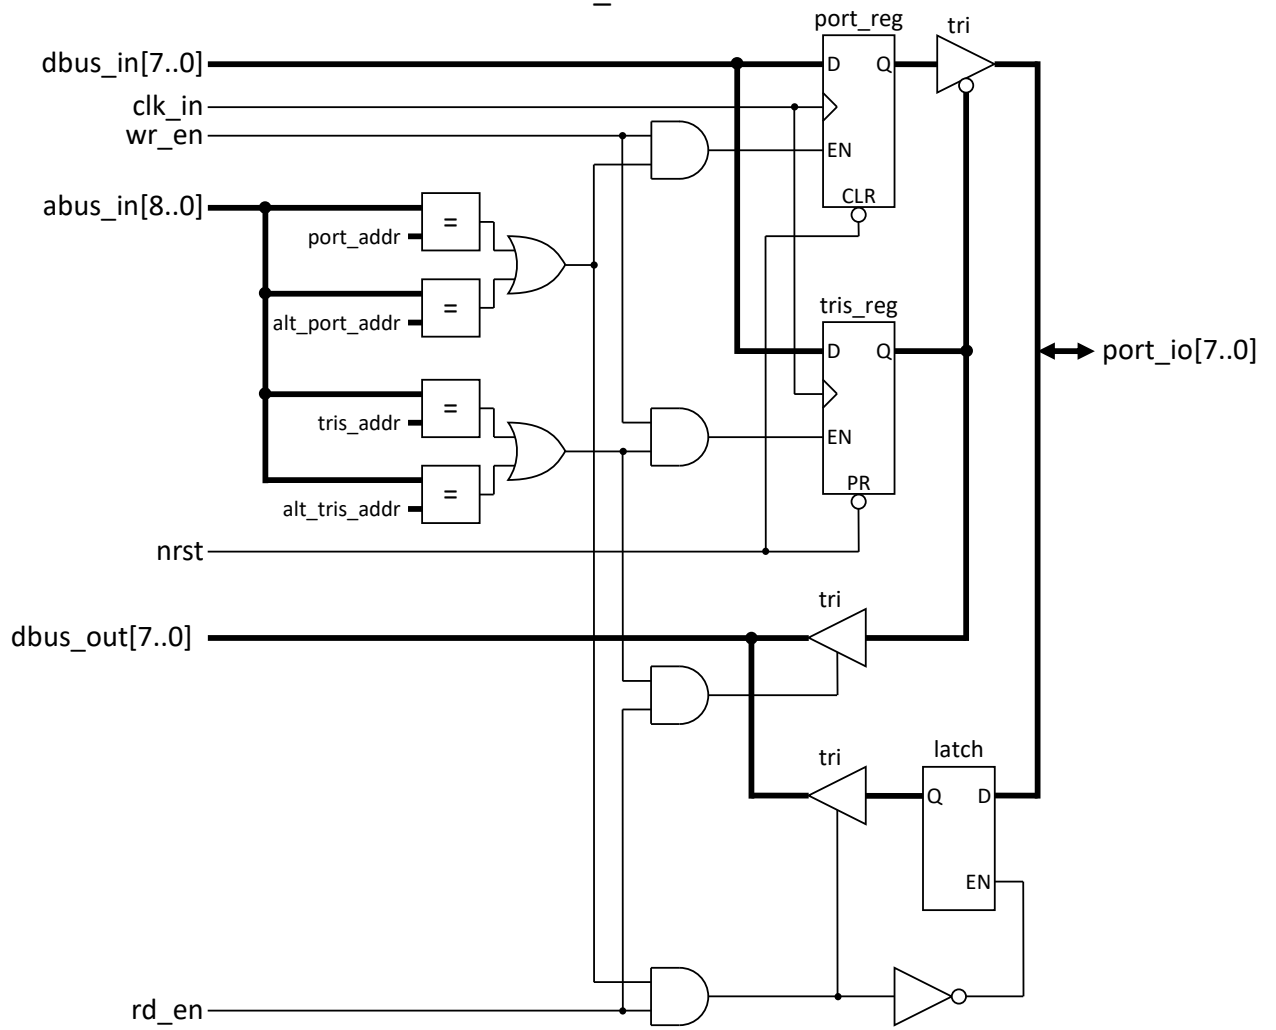 _
port_reg
tri
dbus_in[7..0]
D
Q
clk_in
wr_en
EN
CLR
abus_in[8..0]
=
port_addr
=
alt_port_addr
tris_reg
D
Q
port_io[7..0]
=
tris_addr
EN
PR
=
alt_tris_addr
nrst
tri
dbus_out[7..0]
latch
tri
Q
D
EN
rd_en